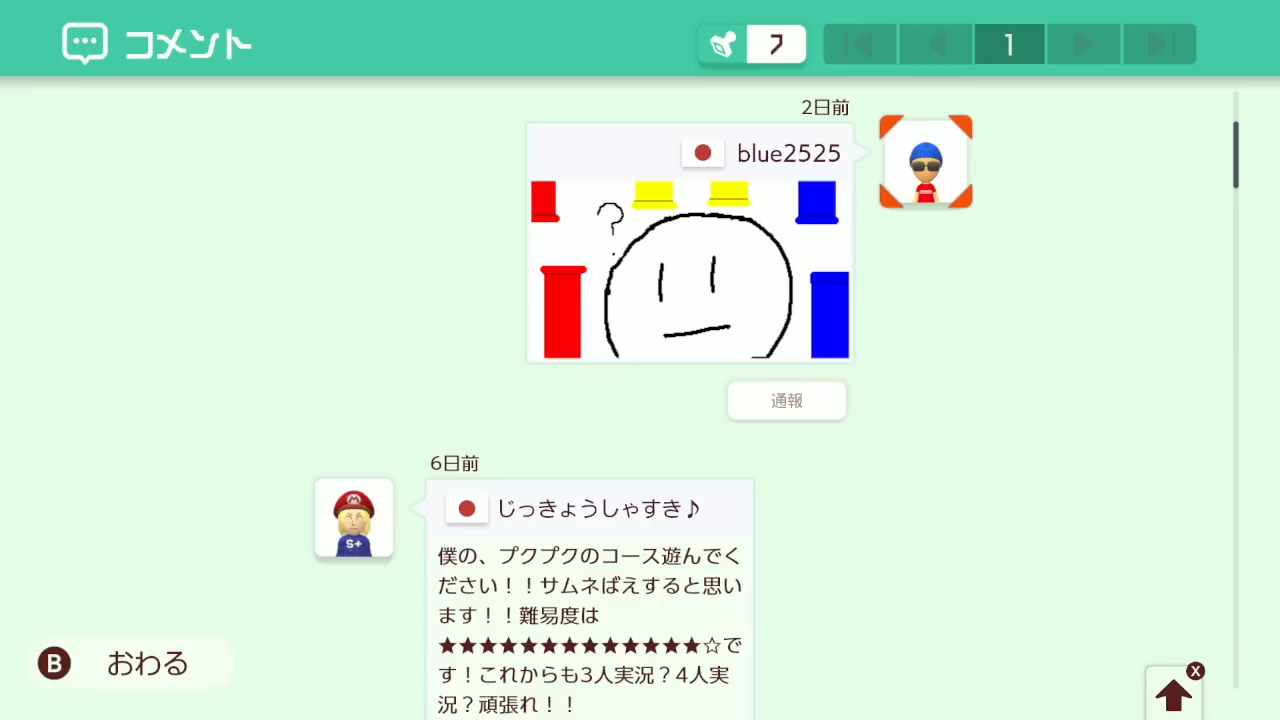 コメント
7
1
2日前
blue2525
?
通報
6日前
じっきょうしゃすき♪
S+
僕の、プクプクのコース遊んでく
ださい！！サムネばえすると思い
ます！！難易度は
★★★★★★★★★★★★★☆で
す！これからも3人実況？4人実
況？頑張れ！！
B おわる
X